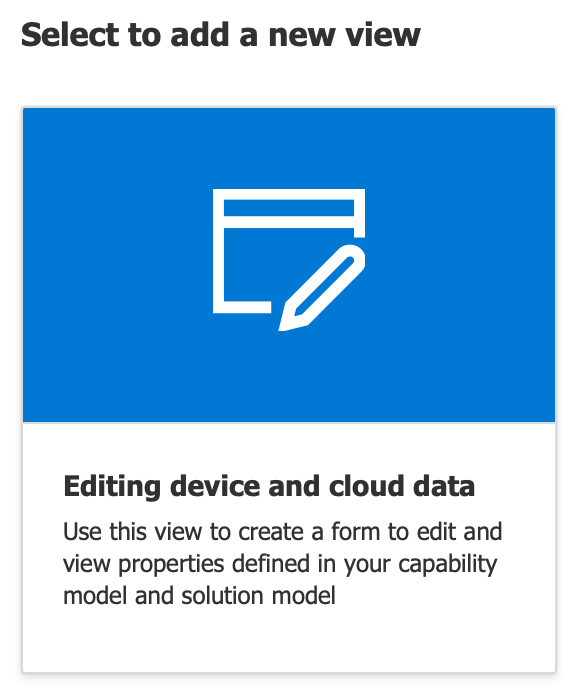 Select to add a new view
Editing device and cloud data
Use this view to create a form to edit and
view properties defined in your capability
model and solution model